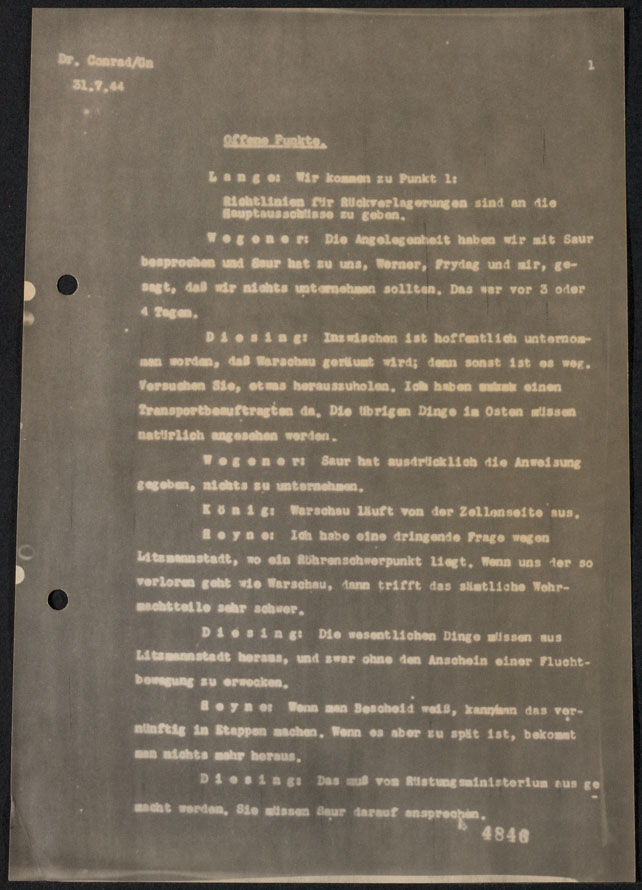 Dr. Conrad/Gn
1
31.7.44
Offene Punkte.
L a n g e : Wir kommen zu Punkt 1:
Richtlinien für Rückverlagerungen sind an die
Hauptausschüsse zu geben.
W e g e n e r : Die Angelegenheit haben wir mit Saur
besprochen und Saur hat zu uns, Werner, Frydag und mir, ge-
sagt, daß wir nichts unternehmen sollten. Das war vor 3 oder
4 Tagen.
D i e s i n g : Inzwischen ist hoffentlich unternom-
men worden, daß Warschau geräumt wird; denn sonst ist es weg.
Versuchen Sie, etwas herauszuholen. Ich haben einen
Transportbeauftragten da. Die übrigen Dinge im Osten müssen
natürlich angesehen werden.
W e g e n e r : Saur hat ausdrücklich die Anweisung
gegeben, nichts zu unternehmen.
K ö n i g : Warschau läuft von der Zellenseite aus.
H e y n e : Ich habe eine dringende Frage wegen
Litzmannstadt, wo ein Röhrenschwerpunkt liegt. Wenn uns der so
verloren geht wie Warschau, dann trifft das sämtliche Wehr-
machtteile sehr schwer.
D i e s i n g : Die wesentlichen Dinge müssen aus
Litzmannstadt heraus, und zwar ohne den Anschein einer Flucht-
bewegung zu erwecken.
H e y n e : Wenn man Bescheid weiß, kann man das ver-
nünftig in Etappen machen. Wenn es aber zu spät ist, bekommt
man nichts mehr heraus.
D i e s i n g : Das muß vom Rüstungsministerium aus ge
macht werden. Sie müssen Saur darauf ansprechen.
4846